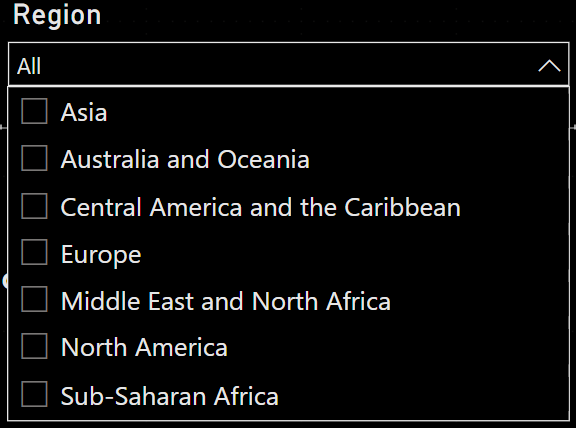 Region
All
Asia
Australia and Oceania
Central America and the Caribbean
Europe
Middle East and North Africa
North America
Sub-Saharan Africa